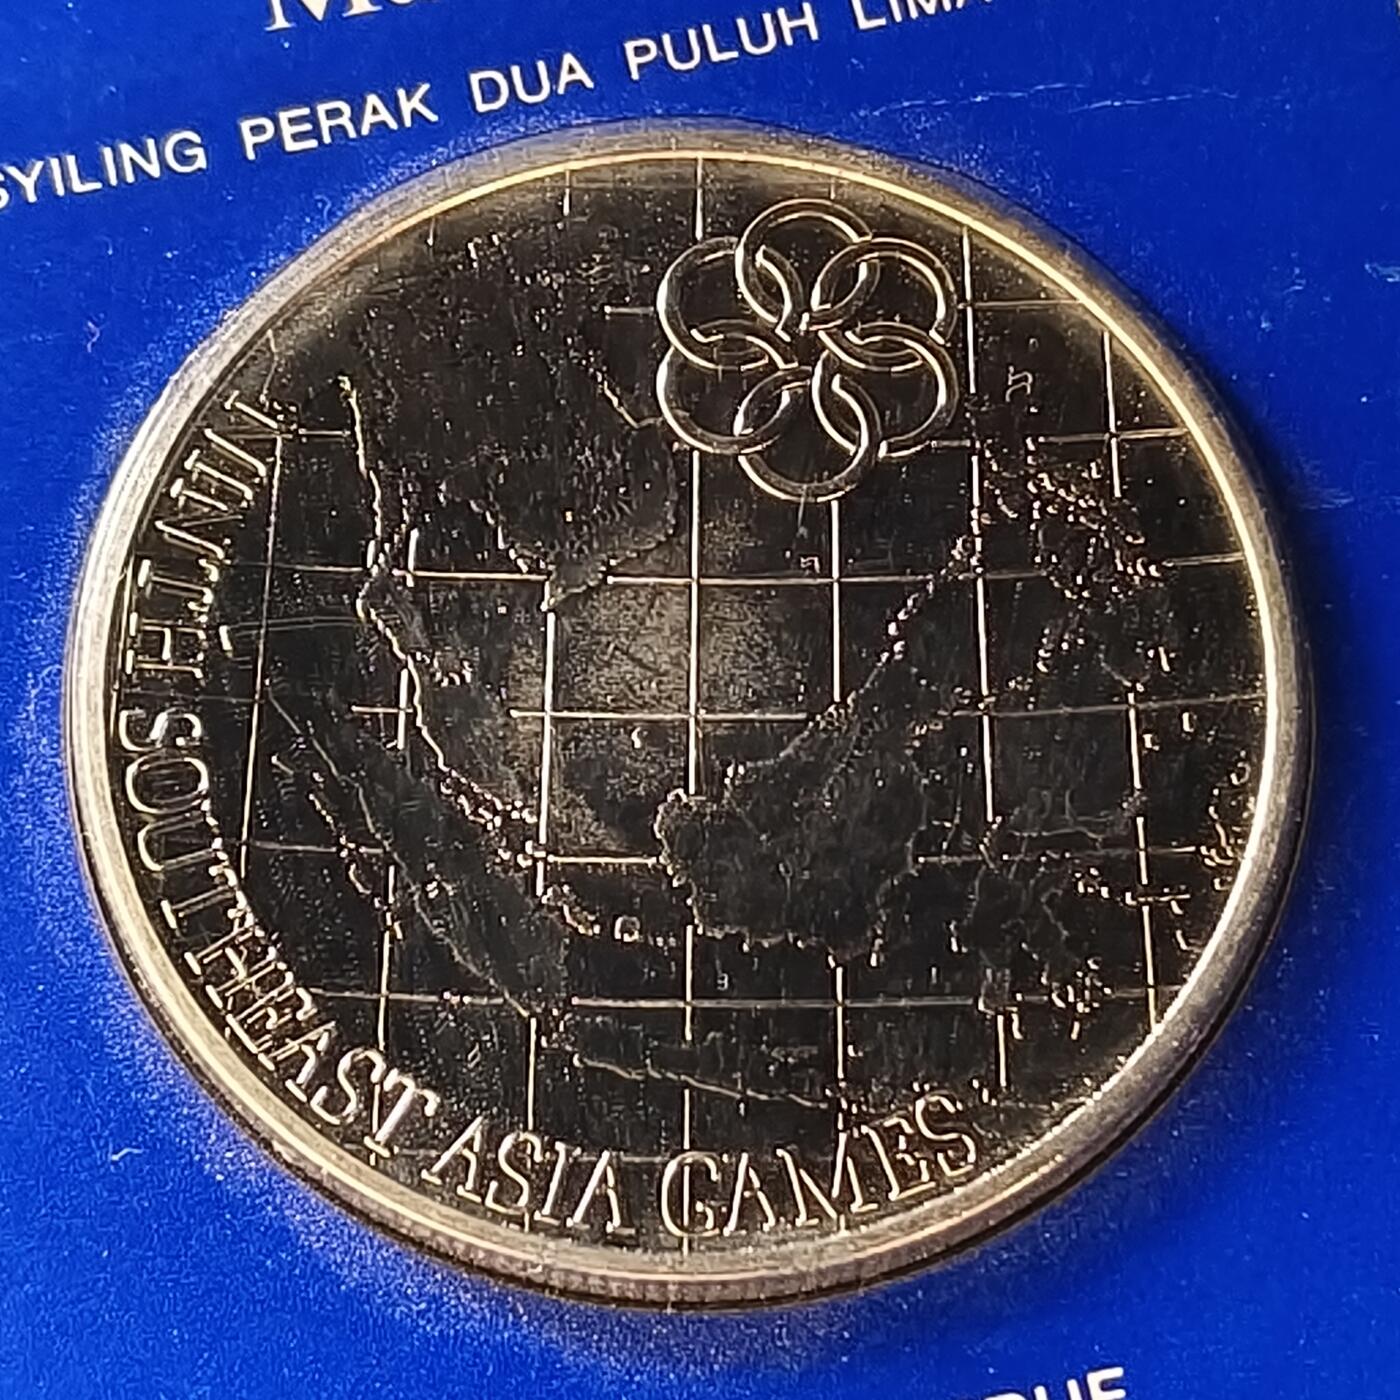 SYILING PERAK DUA PULUH LIMA
NINTH SOUTHEAST ASIA GAMES